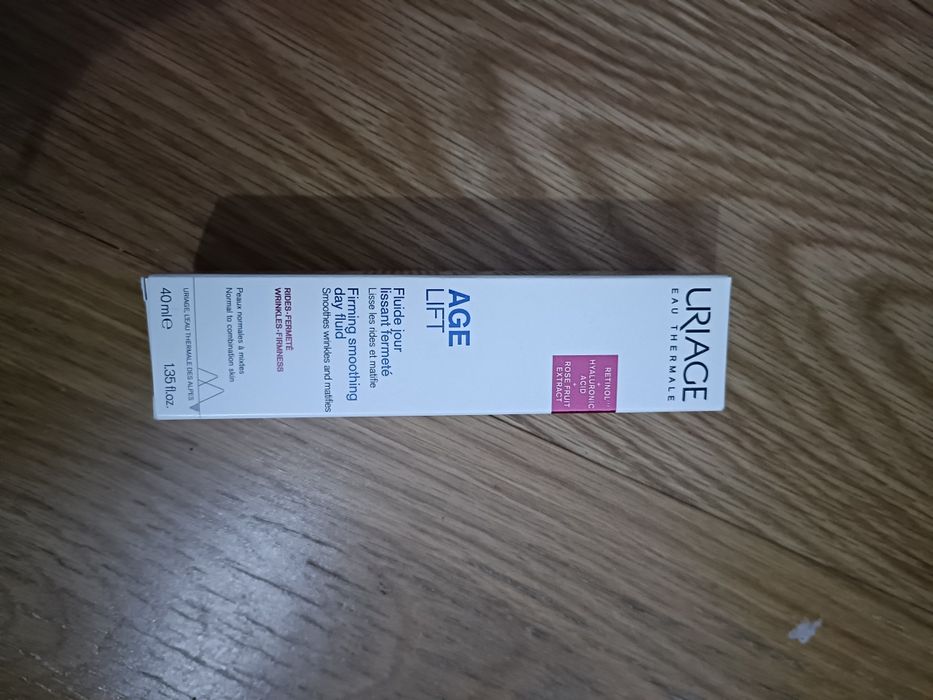 URIAGE
EAU THERMALE
RETINOL
+
HYALURONIC
ACID
+
ROSE FRUIT
EXTRACT
AGE
LIFT
Fluide jour
lissant fermeté
Lisse les rides et matifie
Firming smoothing
day fluid
Smoothes wrinkles and matifies
RIDES-FERMETÉ
WRINKLES-FIRMNESS
Peaux normales à mixtes
Normal to combination skin
URIAGE, L'EAU THERMALE DES ALPES
40 ml e 1.35 fl.oz.